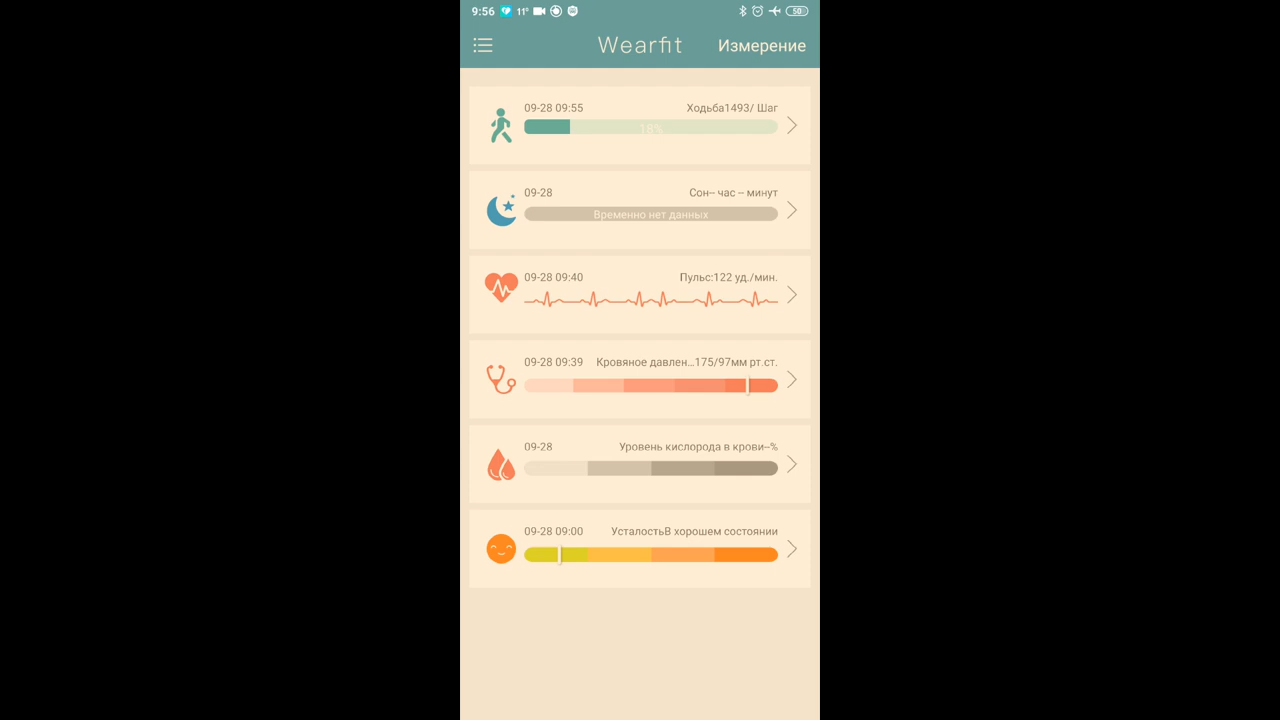 9:56 11° 50
Wearfit Измерение
09-28 09:55 Ходьба1493/ Шаг
18%
09-28 Сон-- час -- минут
Временно нет данных
09-28 09:40 Пульс:122 уд./мин.
09-28 09:39 Кровяное давлен...175/97мм рт.ст.
09-28 Уровень кислорода в крови--%
09-28 09:00 УсталостьВ хорошем состоянии